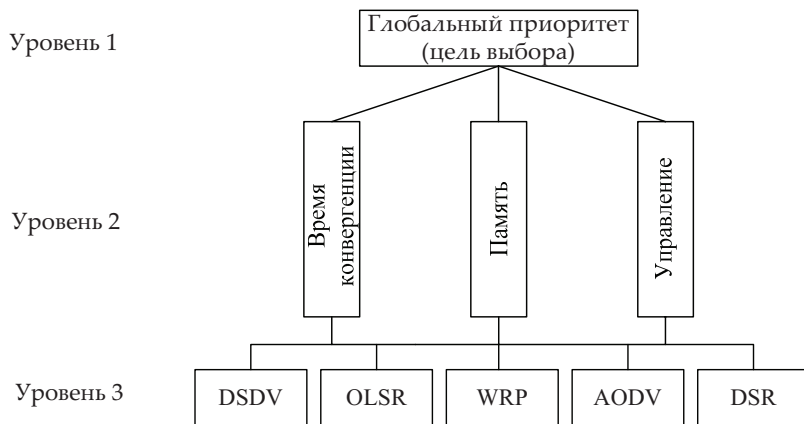 Уровень 1
Глобальный приоритет
(цель выбора)
Уровень 2
Время
конвергенции
Память
Управление
Уровень 3
DSDV
OLSR
WRP
AODV
DSR